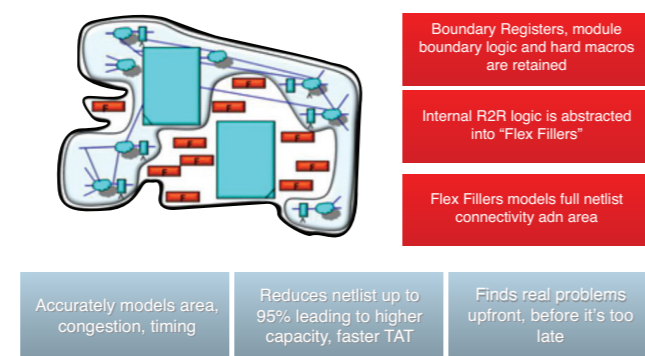 Boundary Registers, module
boundary logic and hard macros
are retained
F
F
F
F
F
F
F
F
F
F
Internal R2R logic is abstracted
into “Flex Fillers”
Flex Fillers models full netlist
connectivity adn area
Accurately models area,
congestion, timing
Reduces netlist up to
95% leading to higher
capacity, faster TAT
Finds real problems
upfront, before it's too
late